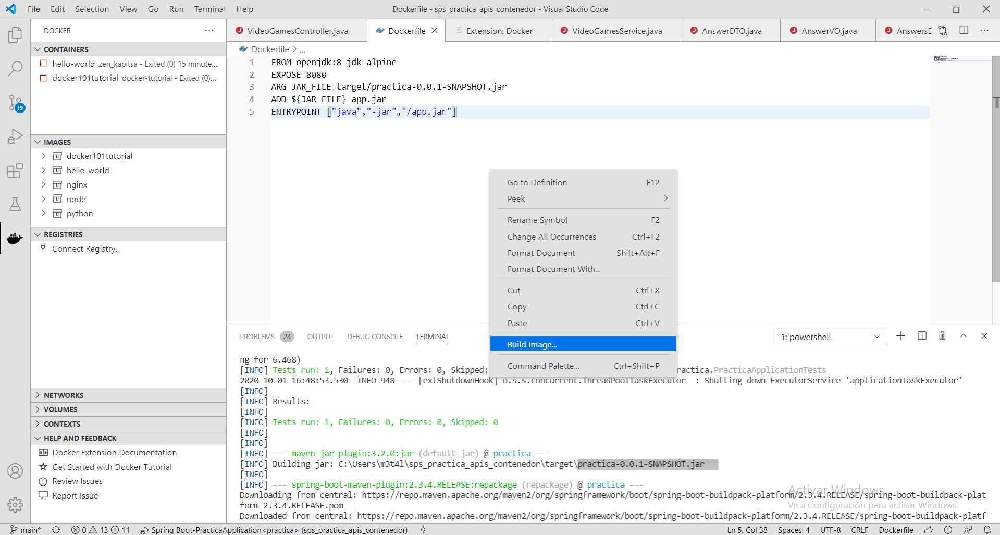 File Edit Selection View Go Run Terminal Help
Dockerfile - sps_practica_apis_contenedor - Visual Studio Code
DOCKER
VideoGamesController.java
Dockerfile
Extension: Docker
VideoGamesService.java
AnswerDTO.java
AnswerVO.java
AnswersE
CONTAINERS
hello-world zen_kapitsa - Exited (0) 15 minute...
docker101tutorial docker-tutorial - Exited (0)...
IMAGES
docker101tutorial
hello-world
nginx
node
python
REGISTRIES
Connect Registry...
NETWORKS
VOLUMES
CONTEXTS
HELP AND FEEDBACK
Docker Extension Documentation
Get Started with Docker Tutorial
Review Issues
Report Issue
19
Dockerfile > ...
1 FROM openjdk:8-jdk-alpine
2 EXPOSE 8080
3 ARG JAR_FILE=target/practica-0.0.1-SNAPSHOT.jar
4 ADD ${JAR_FILE} app.jar
5 ENTRYPOINT ["java","-jar","/app.jar"]
Go to Definition F12
Peek
Rename Symbol F2
Change All Occurrences Ctrl+F2
Format Document Shift+Alt+F
Format Document With...
Cut Ctrl+X
Copy Ctrl+C
Paste Ctrl+V
Build Image...
Command Palette... Ctrl+Shift+P
PROBLEMS 24 OUTPUT DEBUG CONSOLE TERMINAL
1: powershell
ng for 6.468)
[INFO] Tests run: 1, Failures: 0, Errors: 0, Skipped: ractica.PracticaApplicationTests
2020-10-01 16:48:53.530 INFO 948 --- [extShutdownHook] o.s.s.concurrent.ThreadPoolTaskExecutor : Shutting down ExecutorService 'applicationTaskExecutor'
[INFO]
[INFO] Results:
[INFO]
[INFO] Tests run: 1, Failures: 0, Errors: 0, Skipped: 0
[INFO]
[INFO]
[INFO] --- maven-jar-plugin:3.2.0:jar (default-jar) @ practica ---
[INFO] Building jar: C:\Users\m3t4l\sps_practica_apis_contenedor\target\practica-0.0.1-SNAPSHOT.jar
[INFO]
[INFO] --- spring-boot-maven-plugin:2.3.4.RELEASE:repackage (repackage) @ practica ---
Downloading from central: https://repo.maven.apache.org/maven2/org/springframework/boot/spring-boot-buildpack-platform/2.3.4.RELEASE/spring-boot-buildpack-plat
form-2.3.4.RELEASE.pom
Downloaded from central: https://repo.maven.apache.org/maven2/org/springframework/boot/spring-boot-buildpack-platform/2.3.4.RELEASE/spring-boot-buildpack-platf
Activar Windows
Ve a Configuración para activar Windows.
main* 0 13 11 Spring Boot-PracticaApplication<practica> (sps_practica_apis_contenedor)
Ln 5, Col 38 Spaces: 4 UTF-8 CRLF Dockerfile